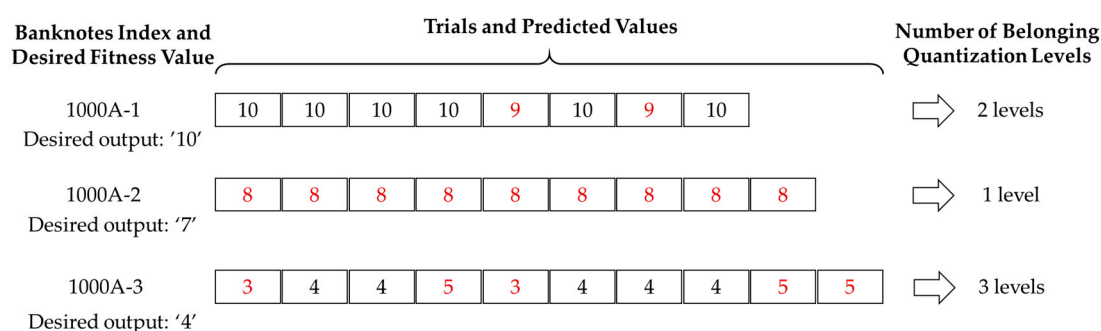 Banknotes Index and
Desired Fitness Value
Trials and Predicted Values
Number of Belonging
Quantization Levels
1000A-1
Desired output: '10'
10 10 10 10 9 10 9 10
2 levels
1000A-2
Desired output: '7'
8 8 8 8 8 8 8 8 8
1 level
1000A-3
Desired output: '4'
3 4 4 5 3 4 4 4 5 5
3 levels